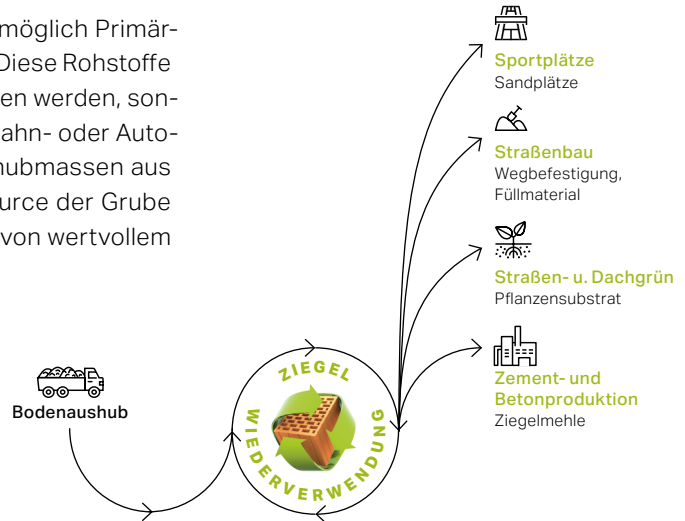 möglich Primär-
Diese Rohstoffe
en werden, son-
ahn- oder Auto-
hubmassen aus
urce der Grube
von wertvollem
Sportplätze
Sandplätze
Straßenbau
Wegbefestigung,
Füllmaterial
Straßen- u. Dachgrün
Pflanzensubstrat
Zement- und
Betonproduktion
Ziegelmehle
Bodenaushub
ZIEGEL
WIEDERVERWENDUNG